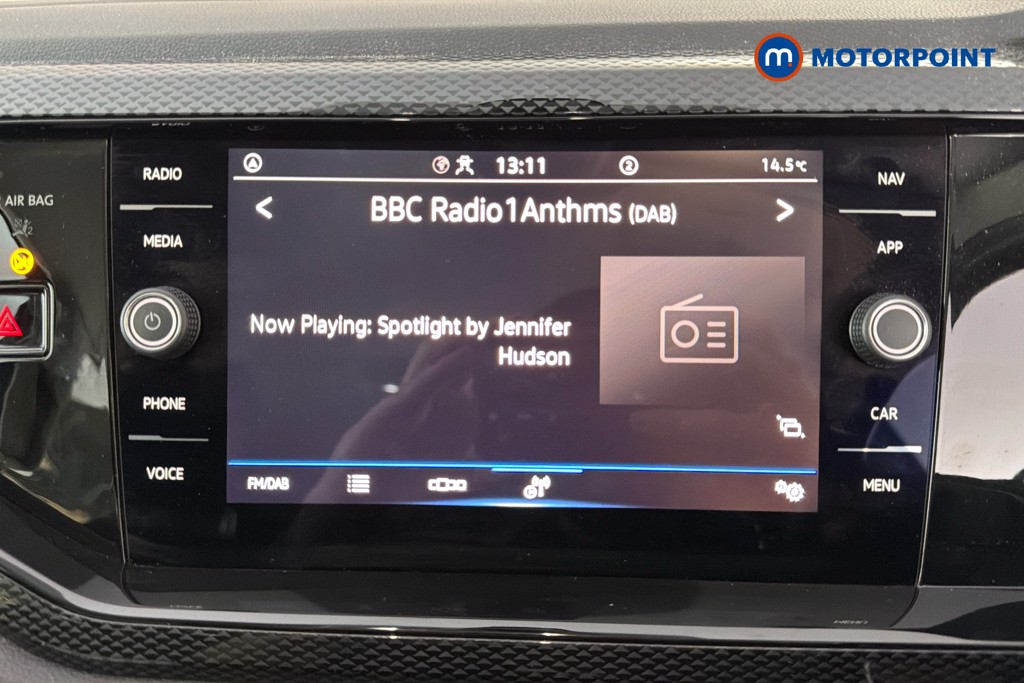 m MOTORPOINT
RADIO
MEDIA
PHONE
VOICE
AIR BAG
13:11
2
14.5°C
< BBC Radio1Anthms (DAB) >
Now Playing: Spotlight by Jennifer
Hudson
FM/DAB
NAV
APP
CAR
MENU